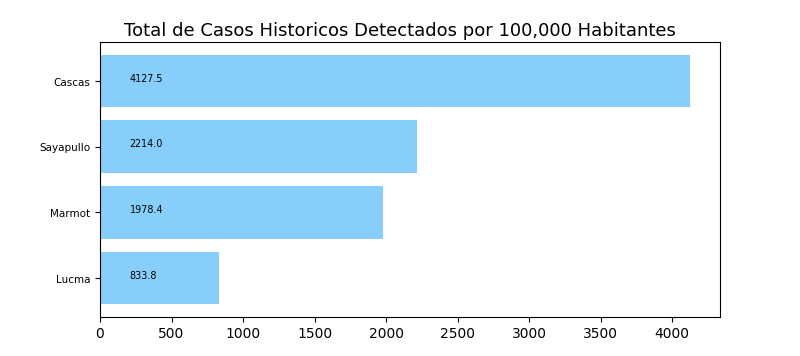 Total de Casos Historicos Detectados por 100,000 Habitantes
Cascas 4127.5
Sayapullo 2214.0
Marmot 1978.4
Lucma 833.8
0 500 1000 1500 2000 2500 3000 3500 4000